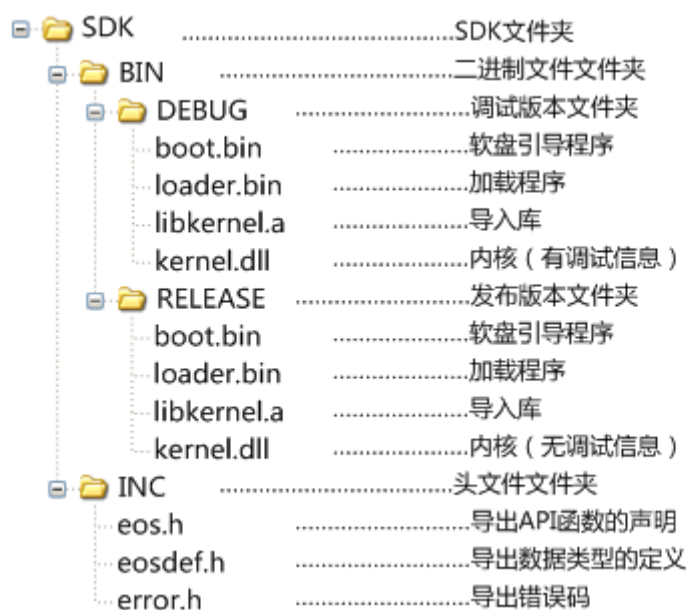 SDK ........................................SDK文件夹
BIN ...................................二进制文件文件夹
DEBUG .........................调试版本文件夹
boot.bin ....................软盘引导程序
loader.bin ....................加载程序
libkernel.a ....................导入库
kernel.dll ....................内核（有调试信息）
RELEASE .........................发布版本文件夹
boot.bin ....................软盘引导程序
loader.bin ....................加载程序
libkernel.a ....................导入库
kernel.dll ....................内核（无调试信息）
INC ...................................头文件文件夹
eos.h .........................导出API函数的声明
eosdef.h .........................导出数据类型的定义
error.h .........................导出错误码